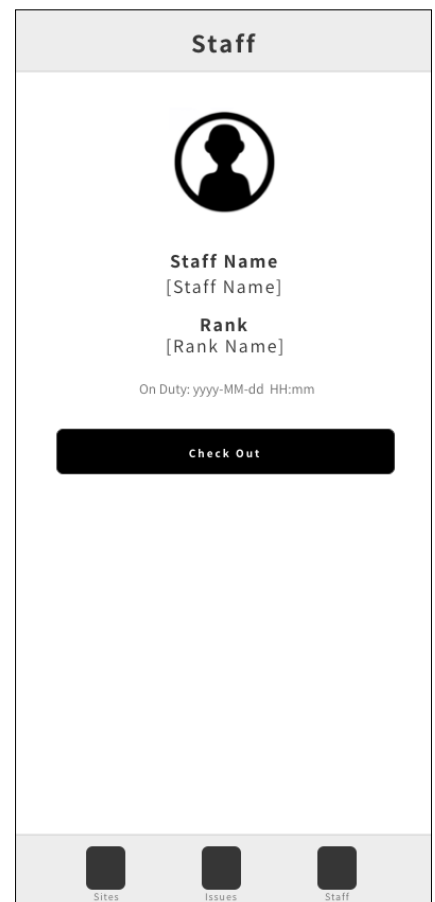 Staff
Staff Name
[Staff Name]
Rank
[Rank Name]
On Duty: yyyy-MM-dd HH:mm
Check Out
Sites Issues Staff